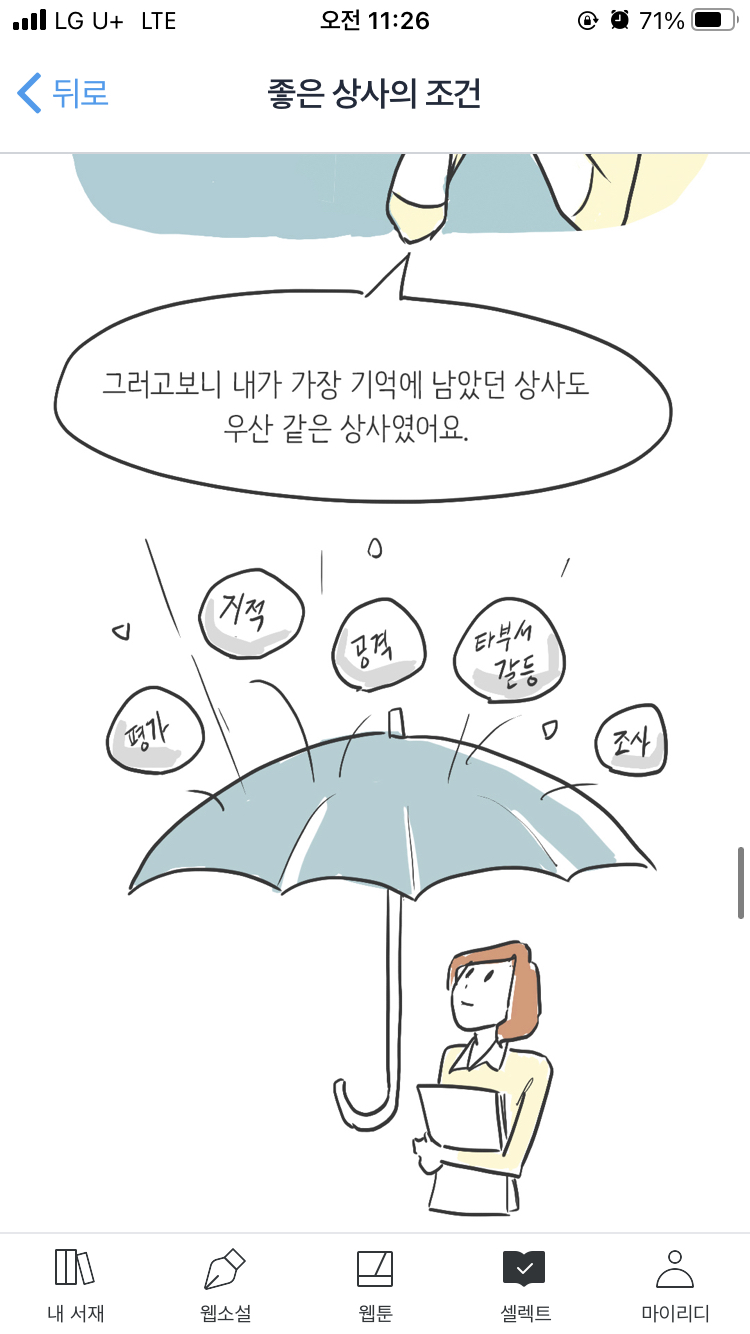 LG U+ LTE 오전 11:26 71%
뒤로 좋은 상사의 조건
그러고보니 내가 가장 기억에 남았던 상사도
우산 같은 상사였어요.
지적
공격
타부서
갈등
평가
조사
내 서재 웹소설 웹툰 셀렉트 마이리디